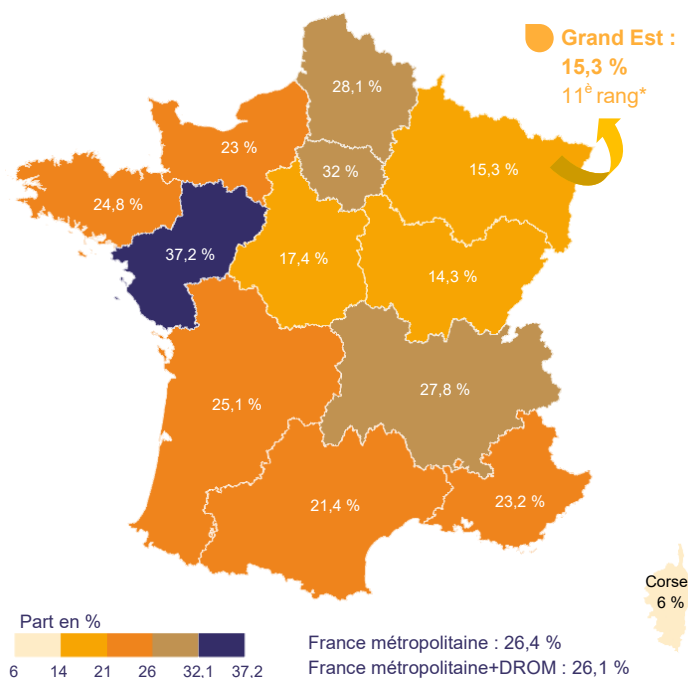 Grand Est :
15,3 %
11è rang*
28,1 %
23 %
32 %
15,3 %
24,8 %
37,2 %
17,4 %
14,3 %
25,1 %
27,8 %
21,4 %
23,2 %
Corse
6 %
Part en %
6 14 21 26 32,1 37,2
France métropolitaine : 26,4 %
France métropolitaine+DROM : 26,1 %